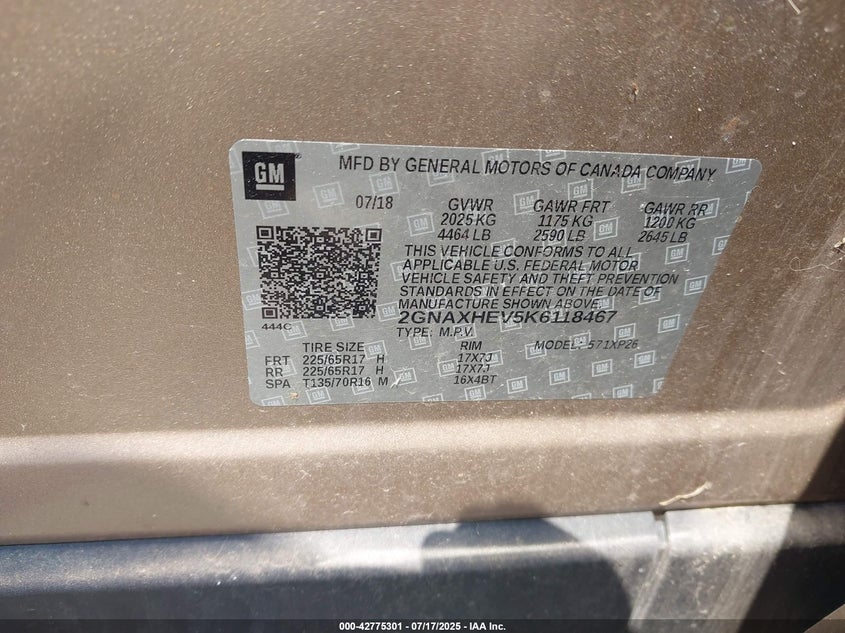 GM
MFD BY GENERAL MOTORS OF CANADA COMPANY
07/18 GVWR GAWR FRT GAWR RR
2025 KG 1175 KG 1200 KG
4464 LB 2590 LB 2645 LB
THIS VEHICLE CONFORMS TO ALL
APPLICABLE U.S. FEDERAL MOTOR
VEHICLE SAFETY AND THEFT PREVENTION
STANDARDS IN EFFECT ON THE DATE OF
MANUFACTURE SHOWN ABOVE.
2GNAXHEV5K6118467
444C
TYPE: M.P.V. MODEL: 571XP26
TIRE SIZE RIM
FRT 225/65R17 H 17X7J
RR 225/65R17 H 17X7J
SPA T135/70R16 M 16X4BT
000-42775301 - 07/17/2025 - IAA Inc.